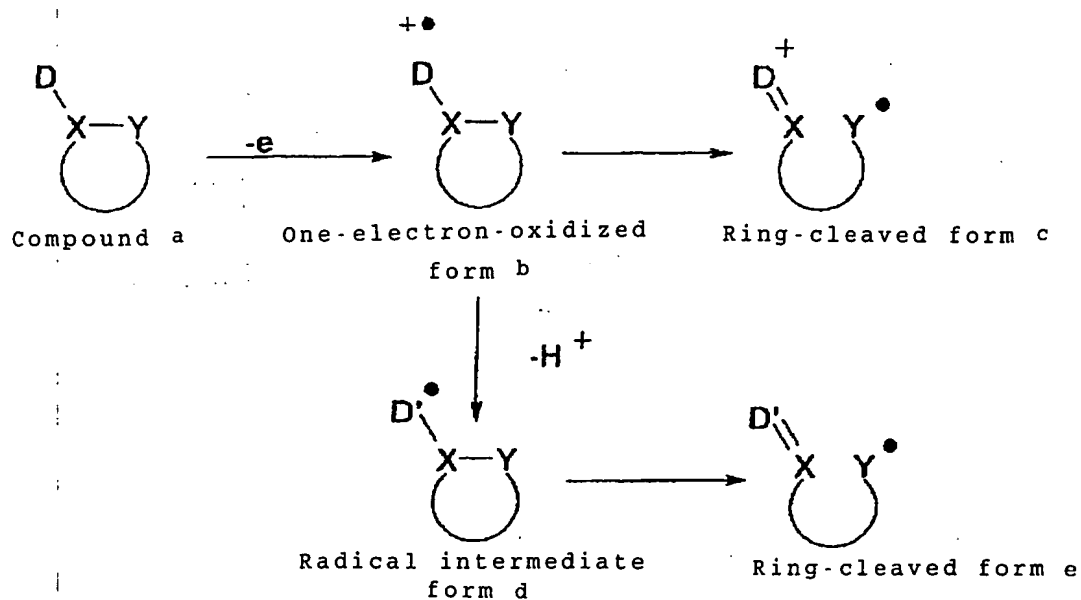 +•
D
D
+
D
•
X—Y
X—Y
X Y
-e
Compound a
One-electron-oxidized
form b
Ring-cleaved form c
-H +
D'•
D'
•
X—Y
X Y
Radical intermediate
form d
Ring-cleaved form e